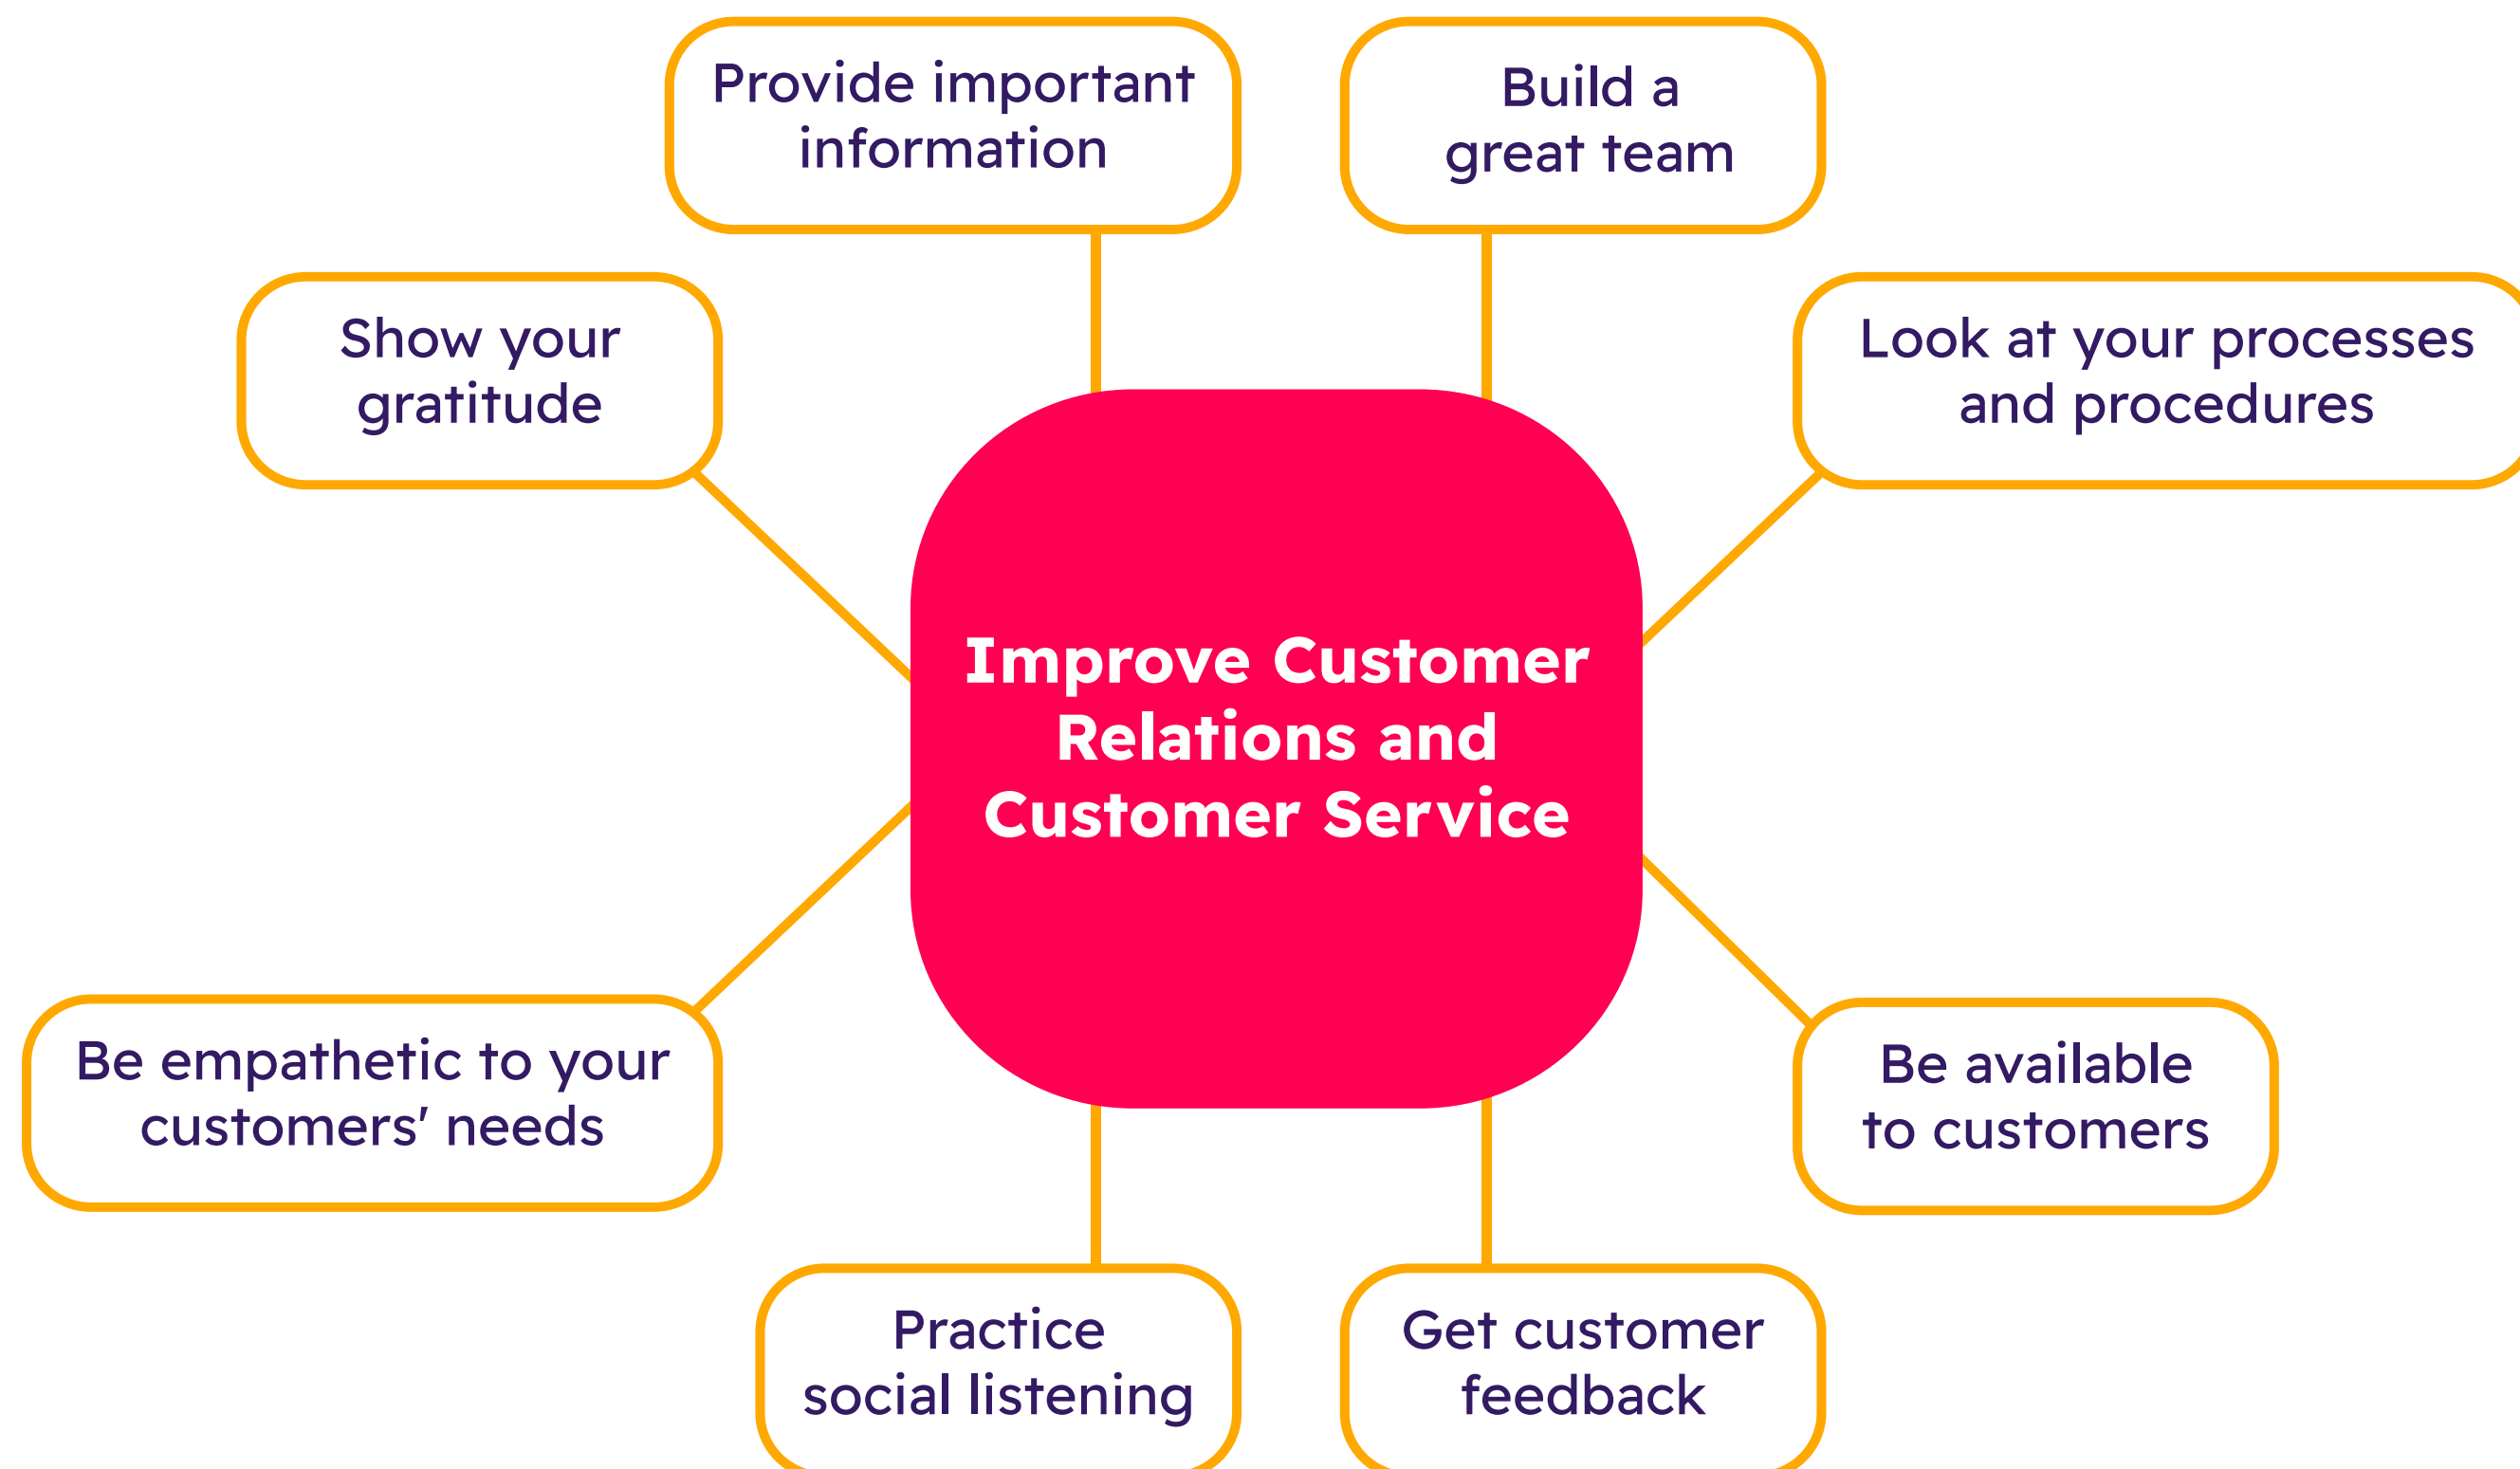 Provide important
information
Build a
great team
Show your
gratitude
Look at your processes
and procedures
Improve Customer
Relations and
Customer Service
Be empathetic to your
customers’ needs
Be available
to customers
Practice
social listening
Get customer
feedback